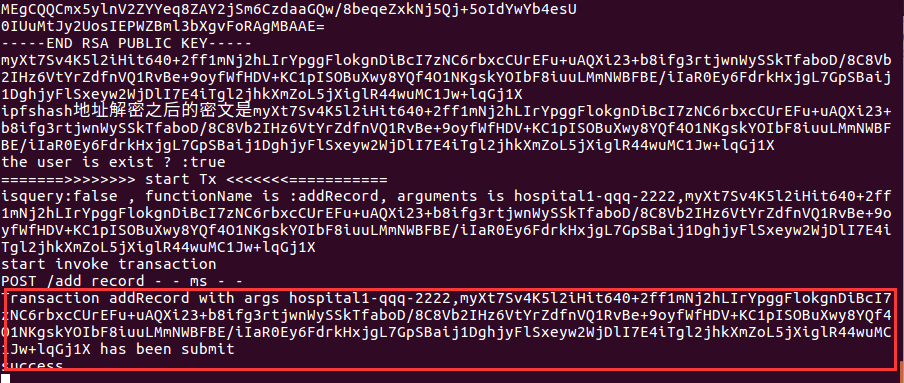 MEgCQQCmx5ylnV2ZYYeq8ZAY2jSm6CzdaaGQw/8beqeZxkNj5Qj+5oIdYwYb4esU
0IUuMtJy2UosIEPWZBml3bXgvFoRAgMBAAE=
-----END RSA PUBLIC KEY-----
myXt7Sv4K5l2iHit640+2ff1mNj2hLIrYpggFlokgnDiBcI7zNC6rbxcCUrEFu+uAQXi23+b8ifg3rtjwnWySSkTfaboD/8C8Vb2IHz6VtYrZdfnVQ1RvBe+9oyfWfHDV+KC1pISOBuXwy8YQf4O1NKgskYOIbF8iuuLMmNWBFBE/iIaR0Ey6FdrkHxjgL7GpSBaij1DghjyFlSxeyw2WjDlI7E4iTgl2jhkXmZoL5jXiglR44wuMC1Jw+lqGj1X
ipfshash地址解密之后的密文是myXt7Sv4K5l2iHit640+2ff1mNj2hLIrYpggFlokgnDiBcI7zNC6rbxcCUrEFu+uAQXi23+b8ifg3rtjwnWySSkTfaboD/8C8Vb2IHz6VtYrZdfnVQ1RvBe+9oyfWfHDV+KC1pISOBuXwy8YQf4O1NKgskYOIbF8iuuLMmNWBFBE/iIaR0Ey6FdrkHxjgL7GpSBaij1DghjyFlSxeyw2WjDlI7E4iTgl2jhkXmZoL5jXiglR44wuMC1Jw+lqGj1X
the user is exist ? :true
=======>>>>>>>> start Tx <<<<<<<===========
isquery:false , functionName is :addRecord, arguments is hospital1-qqq-2222,myXt7Sv4K5l2iHit640+2ff1mNj2hLIrYpggFlokgnDiBcI7zNC6rbxcCUrEFu+uAQXi23+b8ifg3rtjwnWySSkTfaboD/8C8Vb2IHz6VtYrZdfnVQ1RvBe+9oyfWfHDV+KC1pISOBuXwy8YQf4O1NKgskYOIbF8iuuLMmNWBFBE/iIaR0Ey6FdrkHxjgL7GpSBaij1DghjyFlSxeyw2WjDlI7E4iTgl2jhkXmZoL5jXiglR44wuMC1Jw+lqGj1X
start invoke transaction
POST /add_record - - ms - -
Transaction addRecord with args hospital1-qqq-2222,myXt7Sv4K5l2iHit640+2ff1mNj2hLIrYpggFlokgnDiBcI7zNC6rbxcCUrEFu+uAQXi23+b8ifg3rtjwnWySSkTfaboD/8C8Vb2IHz6VtYrZdfnVQ1RvBe+9oyfWfHDV+KC1pISOBuXwy8YQf4O1NKgskYOIbF8iuuLMmNWBFBE/iIaR0Ey6FdrkHxjgL7GpSBaij1DghjyFlSxeyw2WjDlI7E4iTgl2jhkXmZoL5jXiglR44wuMC1Jw+lqGj1X has been submit
success